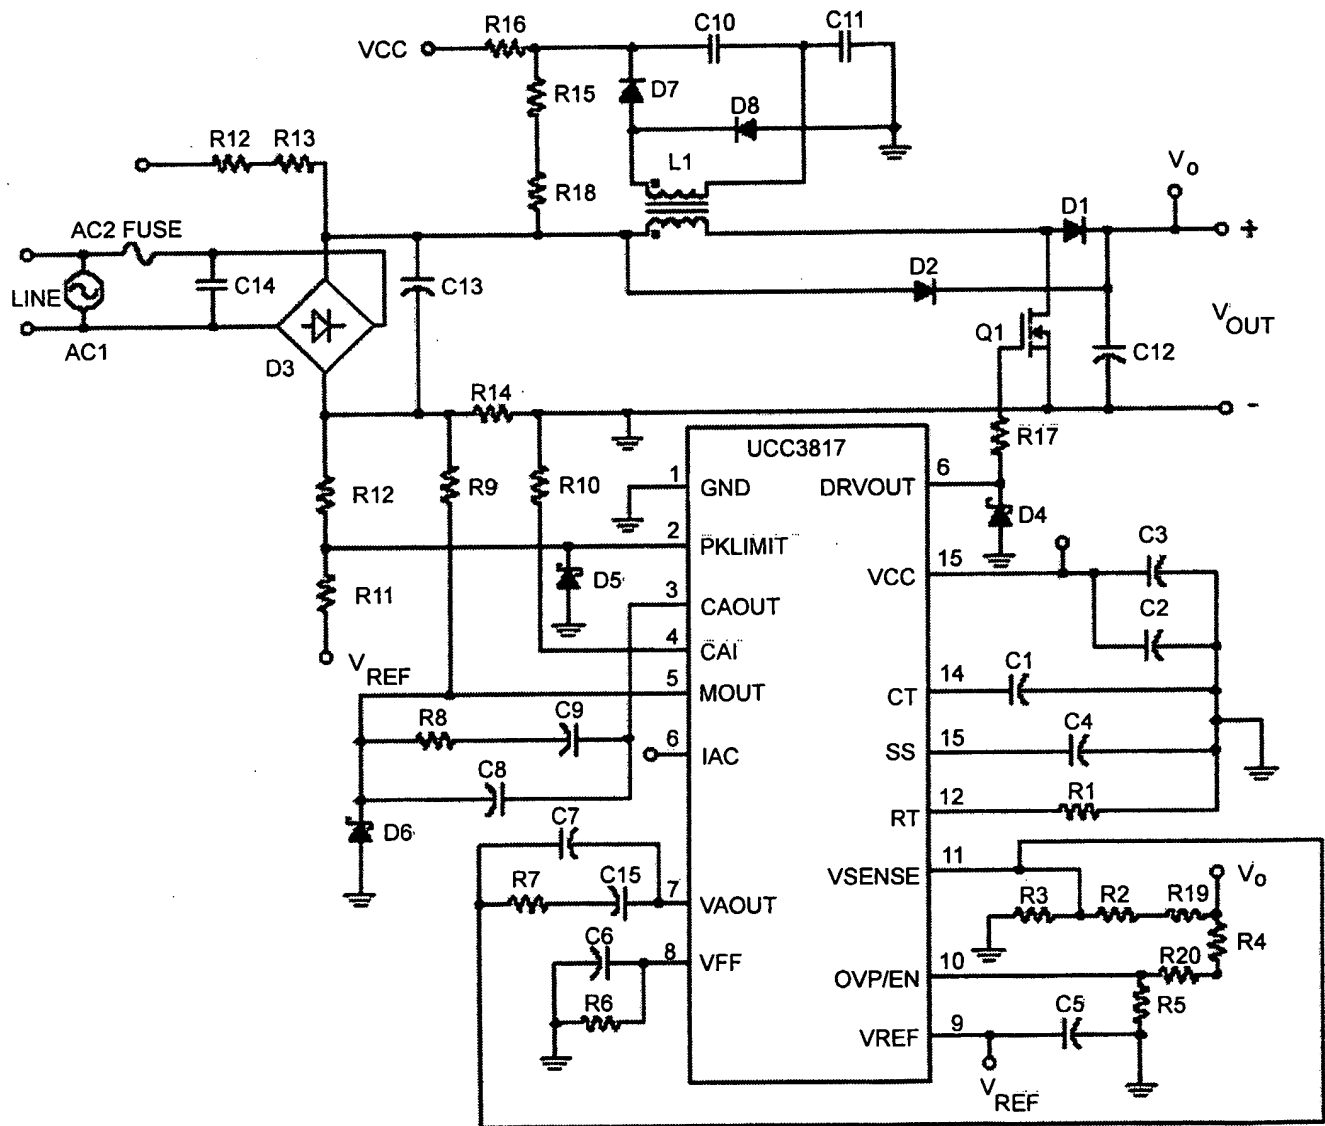 R16
C10
C11
VCC
R15
D7
D8
R12
R13
L1
R18
Vo
D1
AC2 FUSE
+
D2
C14
C13
LINE
VOUT
Q1
C12
AC1
D3
R14
-
R17
UCC3817
R12
R9
R10
1
GND
6
DRVOUT
D4
2
PKLIMIT
C3
15
VCC
D5
R11
3
CAOUT
C2
4
CAI
VREF
5
MOUT
14
CT
C1
R8
C9
6
IAC
15
SS
C4
C8
R1
12
RT
D6
C7
11
VSENSE
Vo
R7
C15
7
VAOUT
R3
R2
R19
R4
C6
8
VFF
R20
10
OVP/EN
R6
R5
C5
9
VREF
VREF